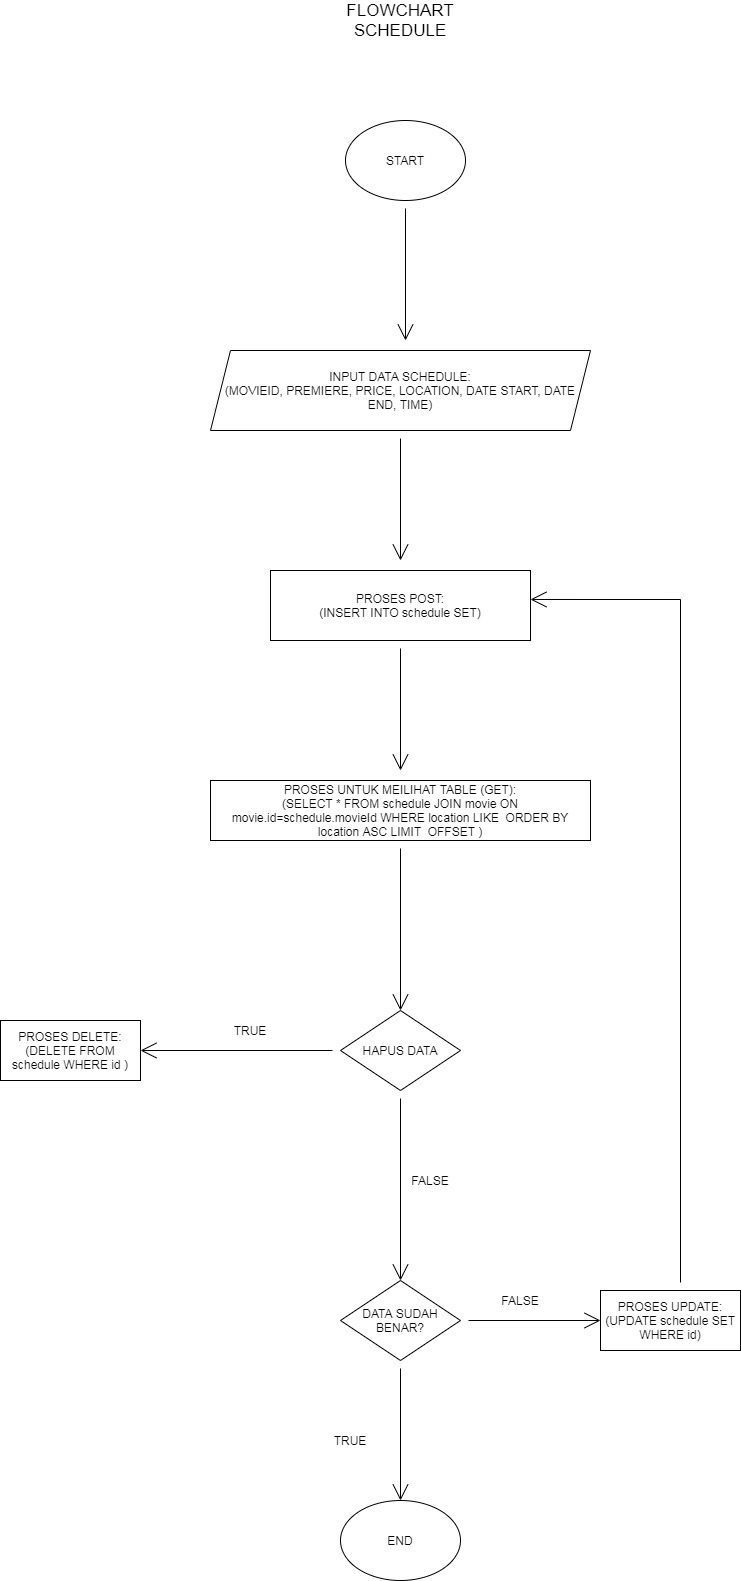 FLOWCHART
SCHEDULE
START
INPUT DATA SCHEDULE:
(MOVIEID, PREMIERE, PRICE, LOCATION, DATE START, DATE
END, TIME)
PROSES POST:
(INSERT INTO schedule SET)
PROSES UNTUK MEILIHAT TABLE (GET):
(SELECT * FROM schedule JOIN movie ON
movie.id=schedule.movieId WHERE location LIKE  ORDER BY
location ASC LIMIT  OFFSET )
HAPUS DATA
TRUE
PROSES DELETE:
(DELETE FROM
schedule WHERE id )
FALSE
DATA SUDAH
BENAR?
FALSE
PROSES UPDATE:
(UPDATE schedule SET
WHERE id)
TRUE
END